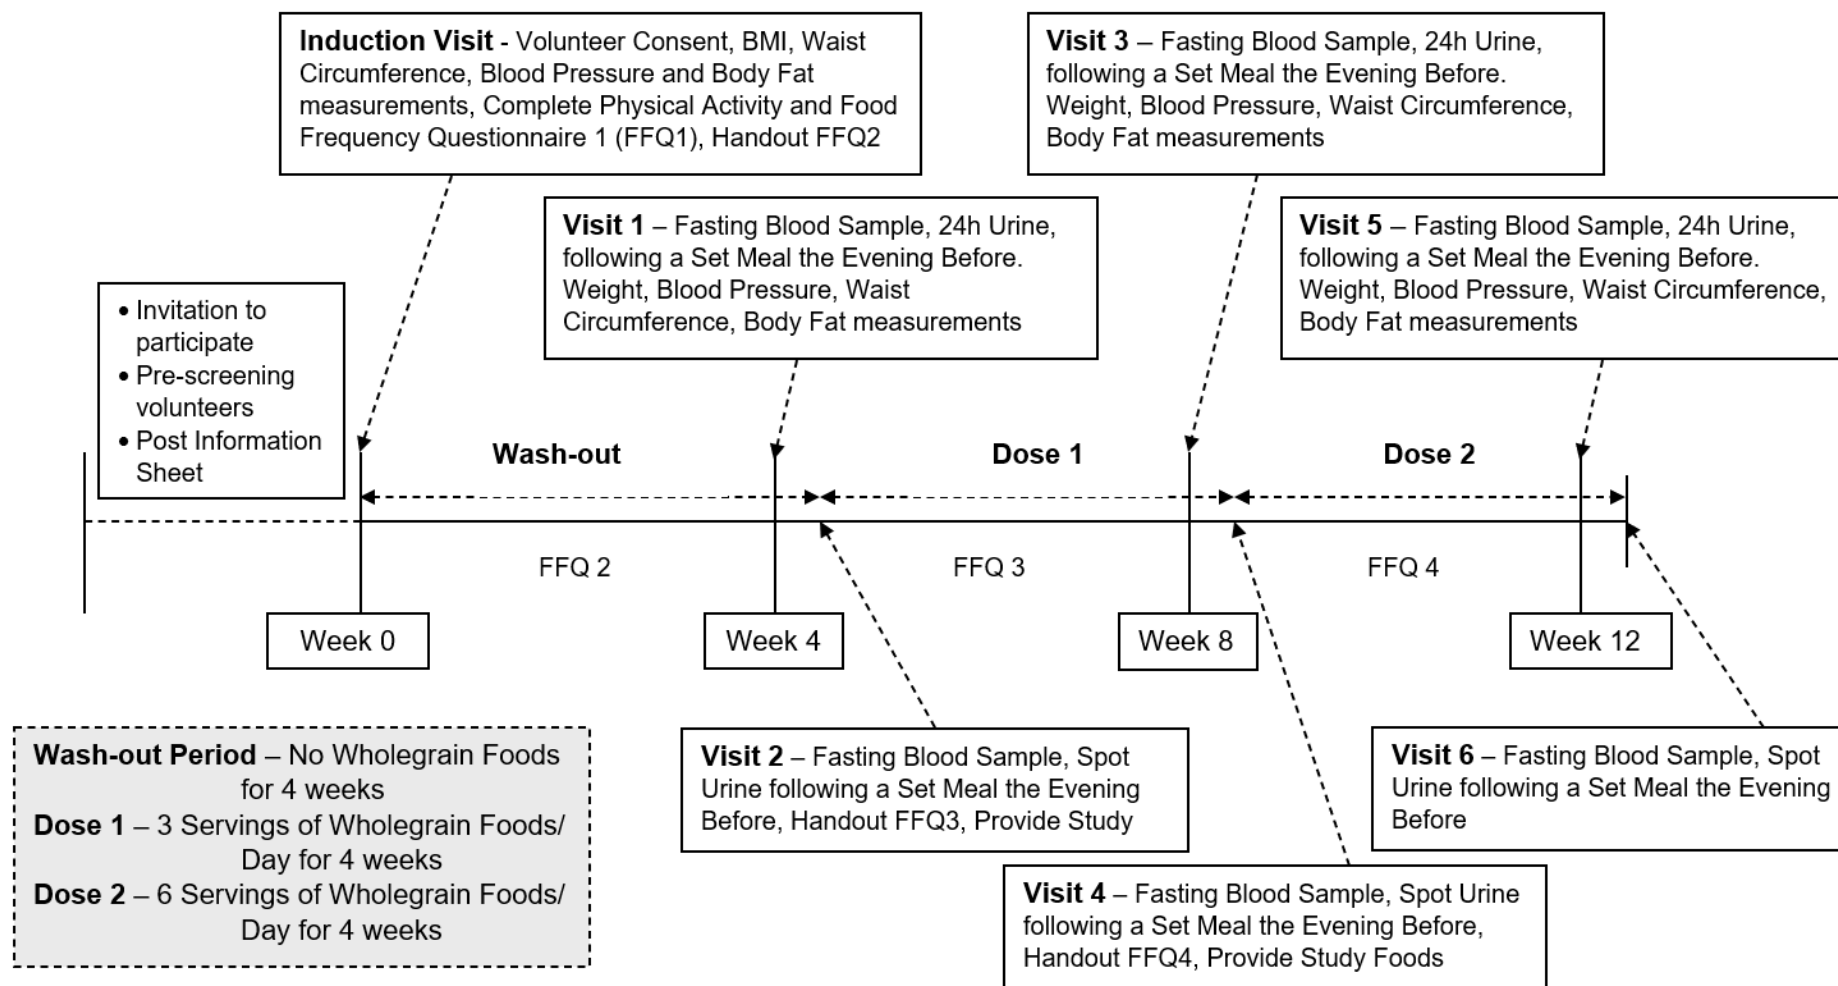 Induction Visit - Volunteer Consent, BMI, Waist
Circumference, Blood Pressure and Body Fat
measurements, Complete Physical Activity and Food
Frequency Questionnaire 1 (FFQ1), Handout FFQ2
Visit 3 – Fasting Blood Sample, 24h Urine,
following a Set Meal the Evening Before.
Weight, Blood Pressure, Waist Circumference,
Body Fat measurements
Visit 1 – Fasting Blood Sample, 24h Urine,
following a Set Meal the Evening Before.
Weight, Blood Pressure, Waist
Circumference, Body Fat measurements
Visit 5 – Fasting Blood Sample, 24h Urine,
following a Set Meal the Evening Before.
Weight, Blood Pressure, Waist Circumference,
Body Fat measurements
• Invitation to
participate
• Pre-screening
volunteers
• Post Information
Sheet
Wash-out
Dose 1
Dose 2
FFQ 2
FFQ 3
FFQ 4
Week 0
Week 4
Week 8
Week 12
Wash-out Period – No Wholegrain Foods
for 4 weeks
Dose 1 – 3 Servings of Wholegrain Foods/
Day for 4 weeks
Dose 2 – 6 Servings of Wholegrain Foods/
Day for 4 weeks
Visit 2 – Fasting Blood Sample, Spot
Urine following a Set Meal the Evening
Before, Handout FFQ3, Provide Study
Visit 6 – Fasting Blood Sample, Spot
Urine following a Set Meal the Evening
Before
Visit 4 – Fasting Blood Sample, Spot Urine
following a Set Meal the Evening Before,
Handout FFQ4, Provide Study Foods